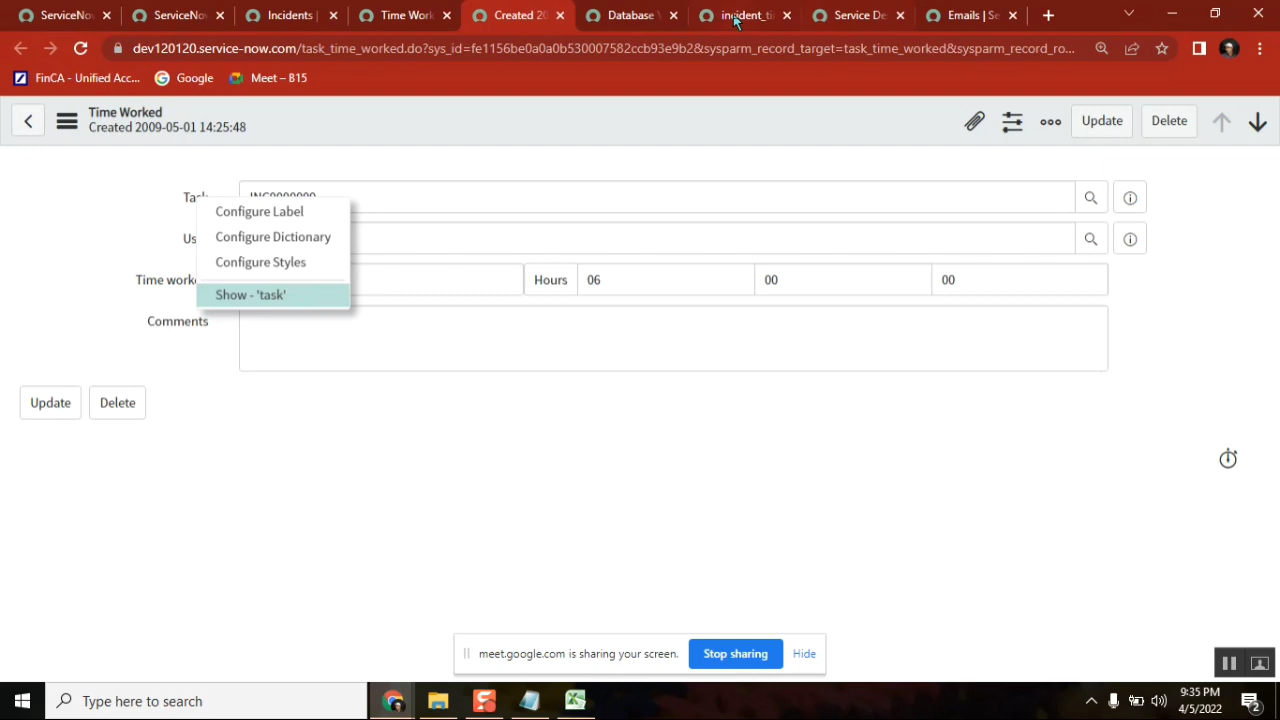 ServiceNow
ServiceNow
Incidents |
Time Work
Created 20
Database
incident_ti
Service De
Emails | Se
dev120120.service-now.com/task_time_worked.do?sys_id=fe1156be0a0a0b530007582ccb93e9b2&sysparm_record_target=task_time_worked&sysparm_record_ro...
FinCA - Unified Acc...
Google
Meet – B15
Time Worked
Created 2009-05-01 14:25:48
Update
Delete
Task
Configure Label
Configure Dictionary
Configure Styles
Show - 'task'
Us
Time worke
Hours
06
00
00
Comments
Update
Delete
meet.google.com is sharing your screen.
Stop sharing
Hide
Type here to search
9:35 PM
4/5/2022
2